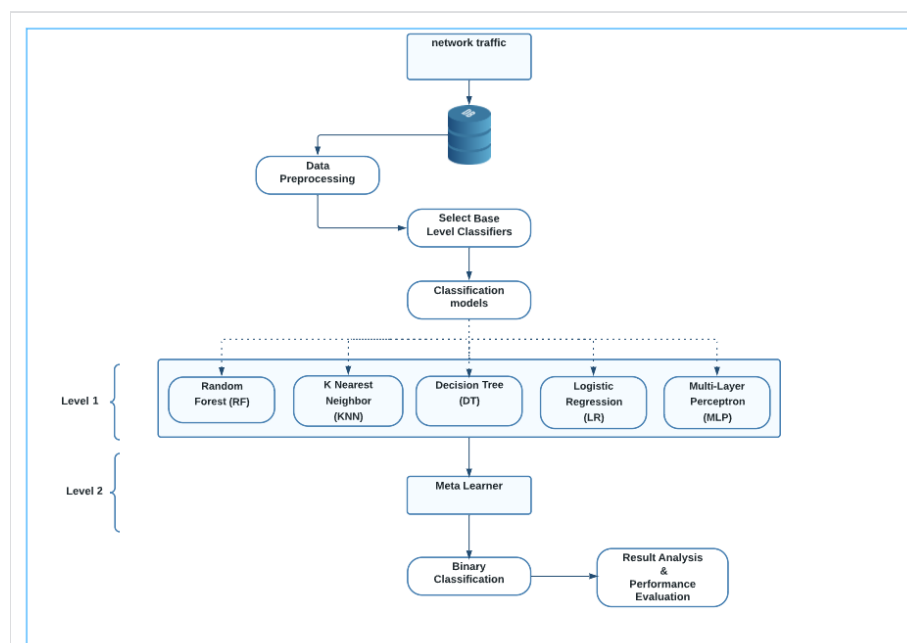 network traffic
Data
Preprocessing
Select Base
Level Classifiers
Classification
models
Level 1
Random
Forest (RF)
K Nearest
Neighbor
(KNN)
Decision Tree
(DT)
Logistic
Regression
(LR)
Multi-Layer
Perceptron
(MLP)
Level 2
Meta Learner
Binary
Classification
Result Analysis
&
Performance
Evaluation